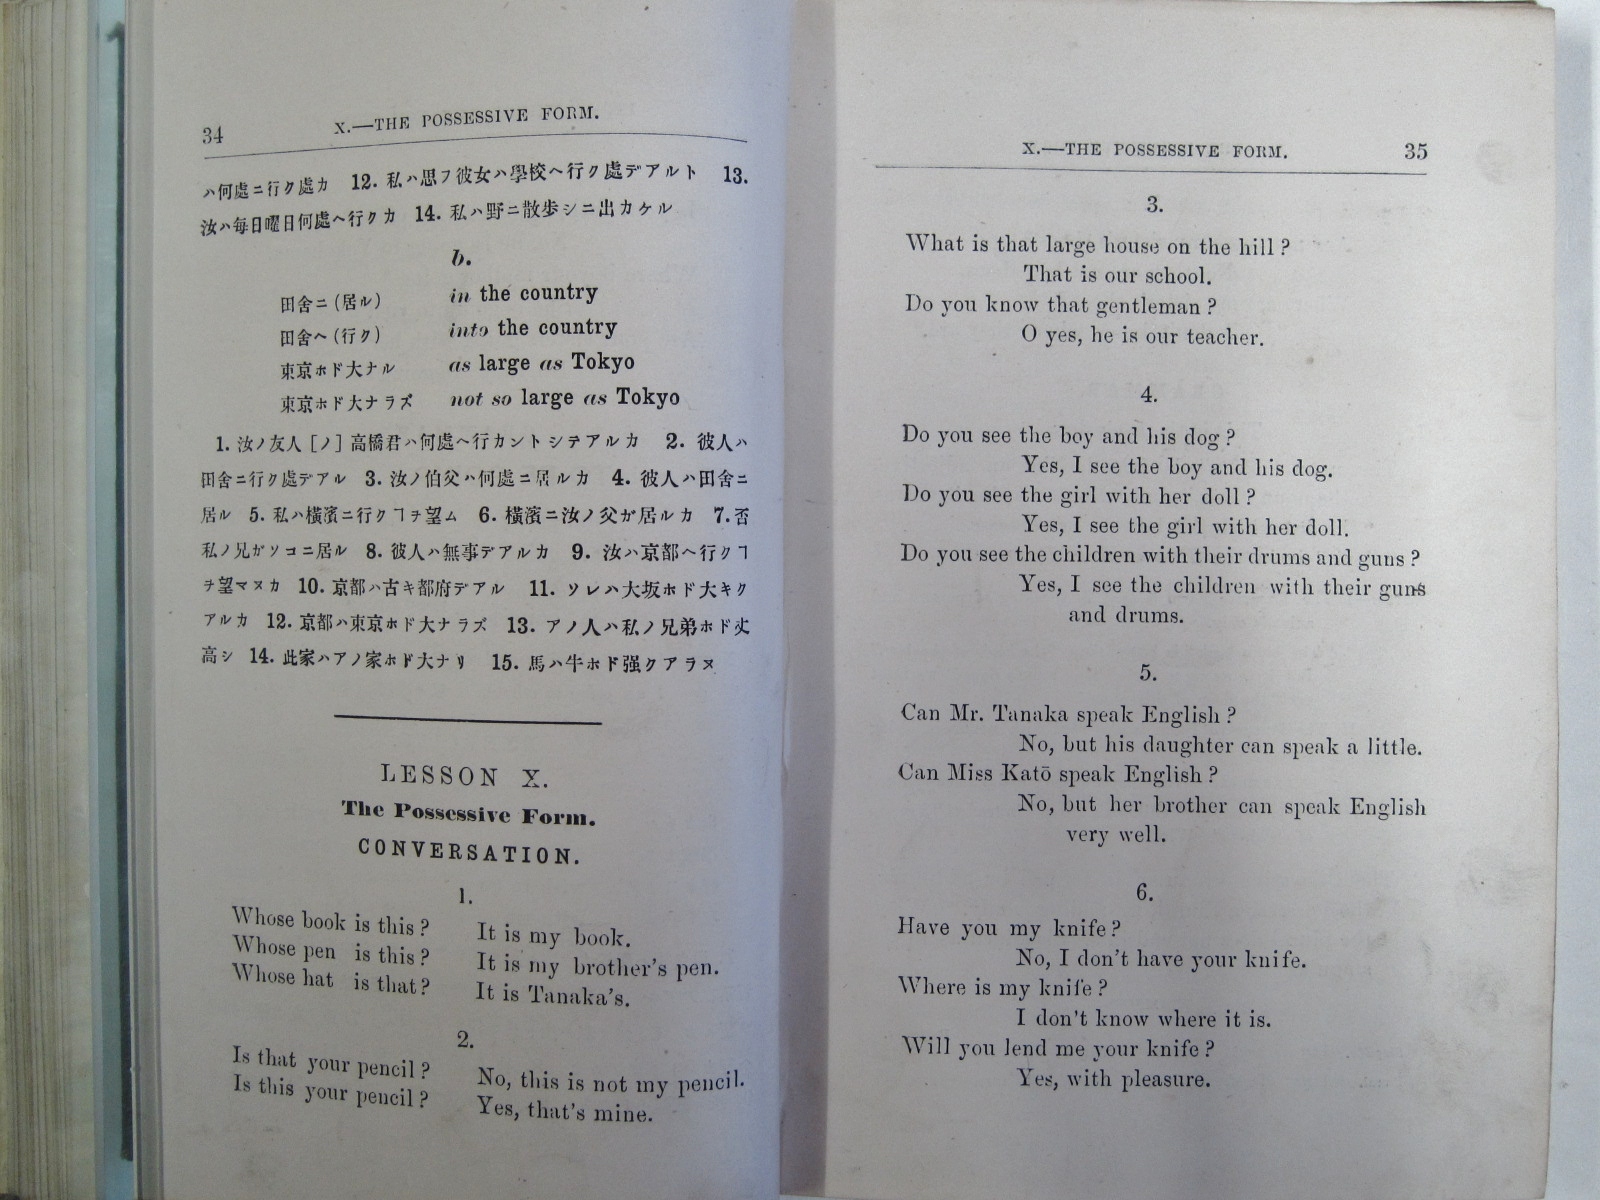 34
X.—THE POSSESSIVE FORM.
ハ何處ニ行ク處カ 12. 私ハ思フ彼女ハ學校ヘ行ク處デアルト 13.
汝ハ毎日曜日何處ヘ行クカ 14. 私ハ野ニ散歩シニ出カケル
b.
田舍ニ(居ル) in the country
田舍ヘ(行ク) into the country
東京ホド大ナル as large as Tokyo
東京ホド大ナラズ not so large as Tokyo
1. 汝ノ友人[ノ]高橋君ハ何處ヘ行カントシテアルカ 2. 彼人ハ
田舍ニ行ク處デアル 3. 汝ノ伯父ハ何處ニ居ルカ 4. 彼人ハ田舍ニ
居ル 5. 私ハ横濱ニ行クヿヲ望ム 6. 橫濱ニ汝ノ父ガ居ルカ 7. 否
私ノ兄ガソコニ居ル 8. 彼人ハ無事デアルカ 9. 汝ハ京都ヘ行クヿ
ヲ望マヌカ 10. 京都ハ古キ都府デアル 11. ソレハ大坂ホド大キク
アルカ 12. 京都ハ東京ホド大ナラズ 13. アノ人ハ私ノ兄弟ホド丈
高シ 14. 此家ハアノ家ホド大ナリ 15. 馬ハ牛ホド强クアラヌ
LESSON X.
The Possessive Form.
CONVERSATION.
1.
Whose book is this? It is my book.
Whose pen is this? It is my brother's pen.
Whose hat is that? It is Tanaka's.
2.
Is that your pencil? No, this is not my pencil.
Is this your pencil? Yes, that's mine.
X.—THE POSSESSIVE FORM.
35
3.
What is that large house on the hill?
That is our school.
Do you know that gentleman?
O yes, he is our teacher.
4.
Do you see the boy and his dog?
Yes, I see the boy and his dog.
Do you see the girl with her doll?
Yes, I see the girl with her doll.
Do you see the children with their drums and guns?
Yes, I see the children with their guns
and drums.
5.
Can Mr. Tanaka speak English?
No, but his daughter can speak a little.
Can Miss Katō speak English?
No, but her brother can speak English
very well.
6.
Have you my knife?
No, I don't have your knife.
Where is my knife?
I don't know where it is.
Will you lend me your knife?
Yes, with pleasure.